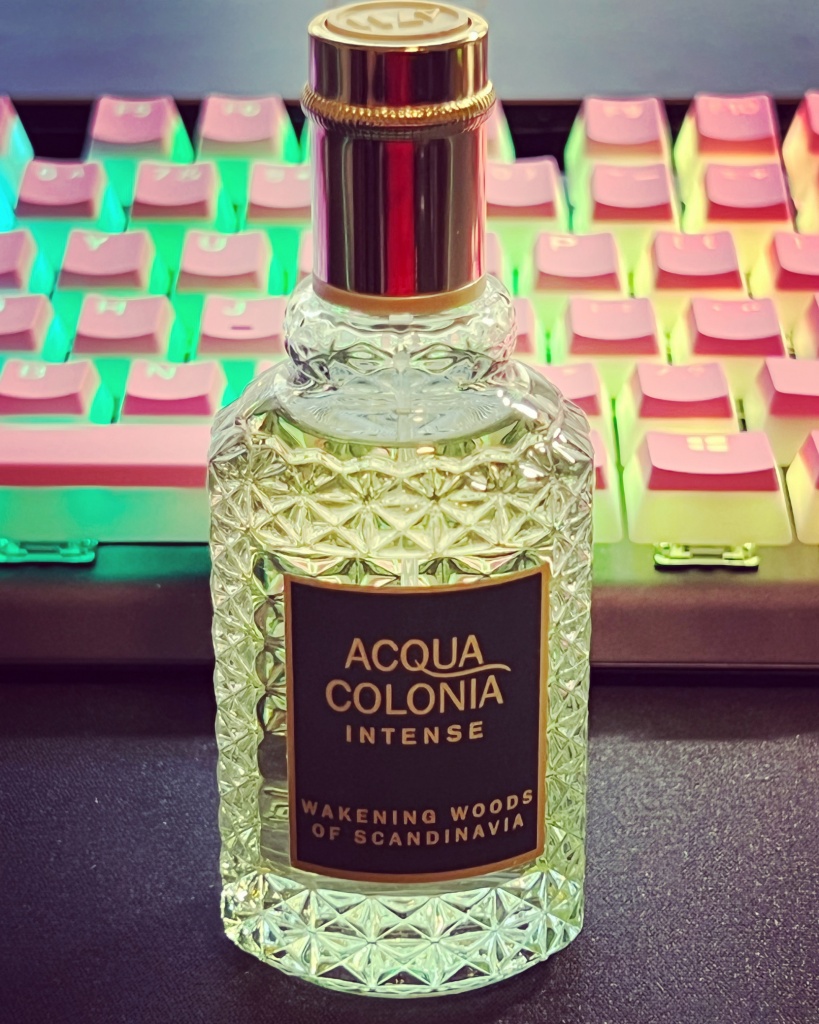 Y U
H J
B N
P
ACQUA
COLONIA
INTENSE
WAKENING WOODS
OF SCANDINAVIA